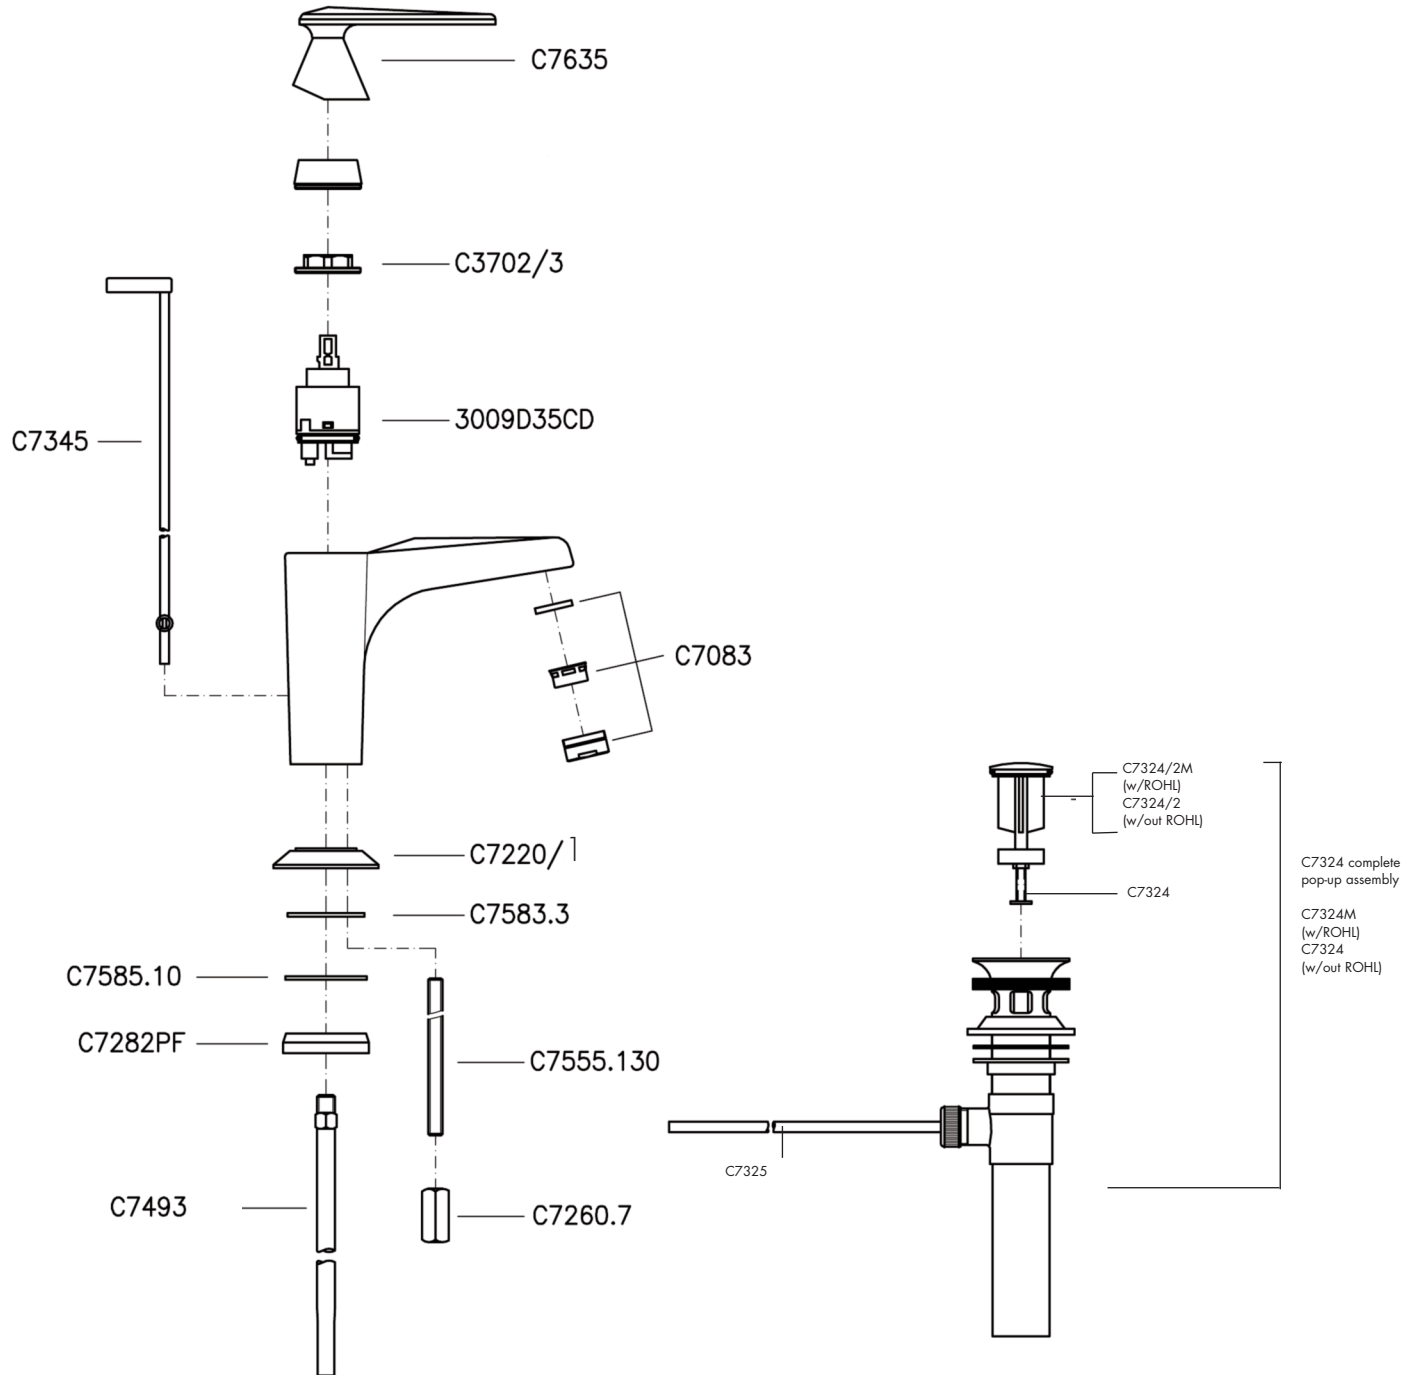 C7635
C3702/3
3009D35CD
C7345
C7083
C7324/2M
(w/ROHL)
C7324/2
(w/out ROHL)
C7220/1
C7324 complete
pop-up assembly
C7324
C7583.3
C7324M
(w/ROHL)
C7324
(w/out ROHL)
C7585.10
C7282PF
C7555.130
C7325
C7493
C7260.7